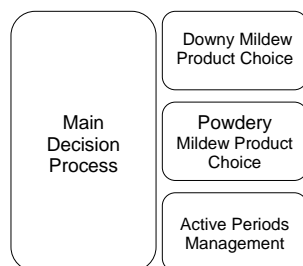 Main
Decision
Process
Downy Mildew
Product Choice
Powdery
Mildew Product
Choice
Active Periods
Management